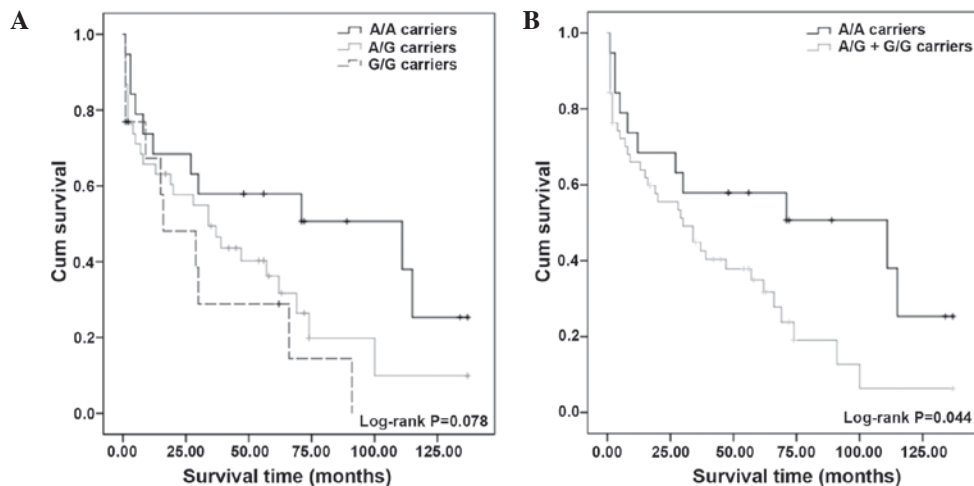 A
A/A carriers
A/G carriers
G/G carriers
Cum survival
1.0
0.8
0.6
0.4
0.2
0.0
Log-rank P=0.078
0.00 25.00 50.00 75.00 100.00 125.00
Survival time (months)
B
A/A carriers
A/G + G/G carriers
Cum survival
1.0
0.8
0.6
0.4
0.2
0.0
Log-rank P=0.044
0.00 25.00 50.00 75.00 100.00 125.00
Survival time (months)